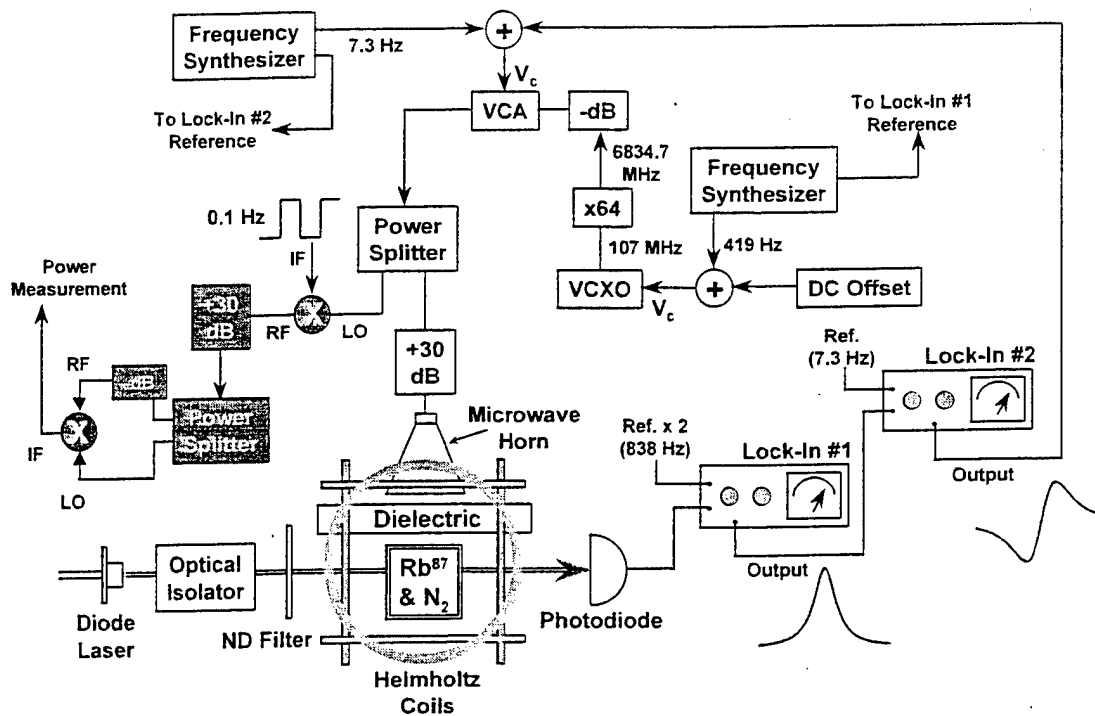 Frequency
Synthesizer
7.3 Hz
+
To Lock-In #2
Reference
V_c
VCA
-dB
To Lock-In #1
Reference
6834.7
MHz
Frequency
Synthesizer
x64
107 MHz
419 Hz
VCXO
V_c
+
DC Offset
0.1 Hz
IF
Power
Splitter
Power
Measurement
+30
dB
RF
X
LO
+30
dB
RF
-dB
X
IF
Power
Splitter
LO
Microwave
Horn
Ref.
(7.3 Hz)
Lock-In #2
Ref. x 2
(838 Hz)
Lock-In #1
Output
Output
Dielectric
Optical
Isolator
Rb⁸⁷
& N₂
Diode
Laser
ND Filter
Photodiode
Helmholtz
Coils